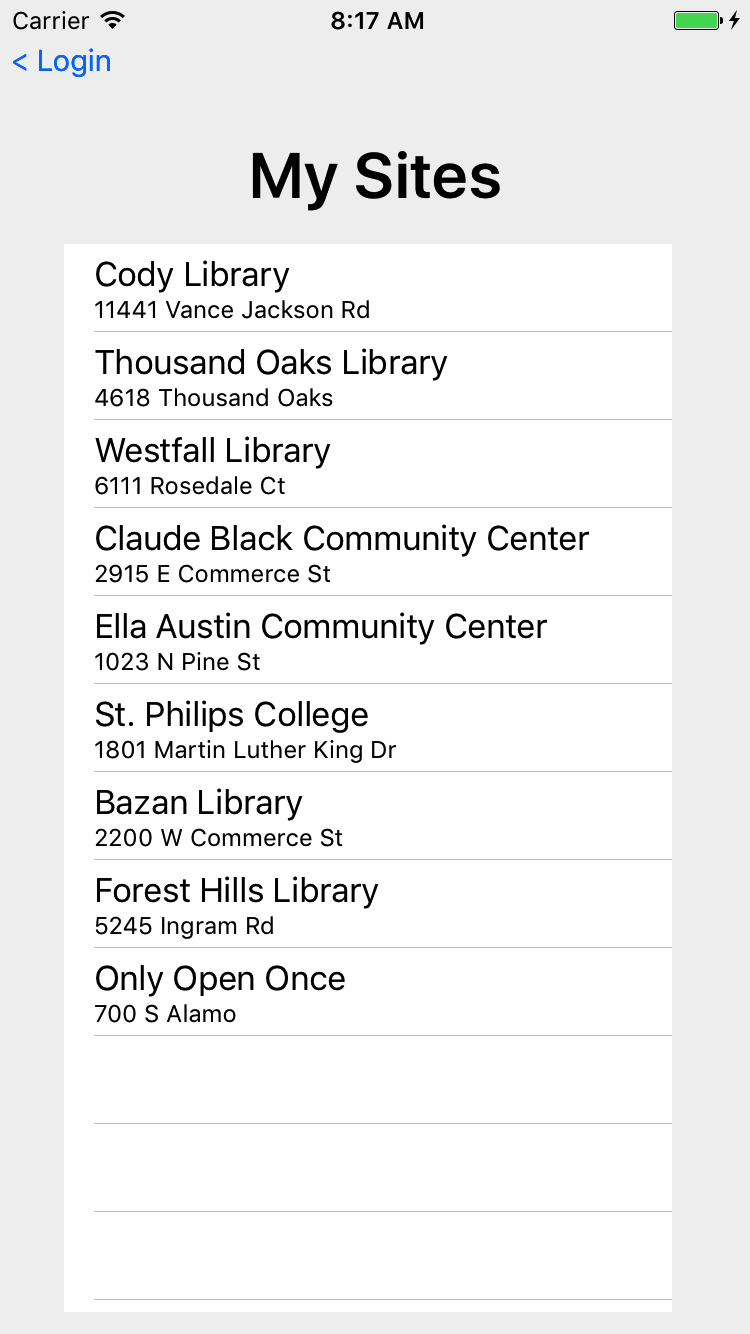 Carrier 8:17 AM
< Login
My Sites
Cody Library
11441 Vance Jackson Rd
Thousand Oaks Library
4618 Thousand Oaks
Westfall Library
6111 Rosedale Ct
Claude Black Community Center
2915 E Commerce St
Ella Austin Community Center
1023 N Pine St
St. Philips College
1801 Martin Luther King Dr
Bazan Library
2200 W Commerce St
Forest Hills Library
5245 Ingram Rd
Only Open Once
700 S Alamo